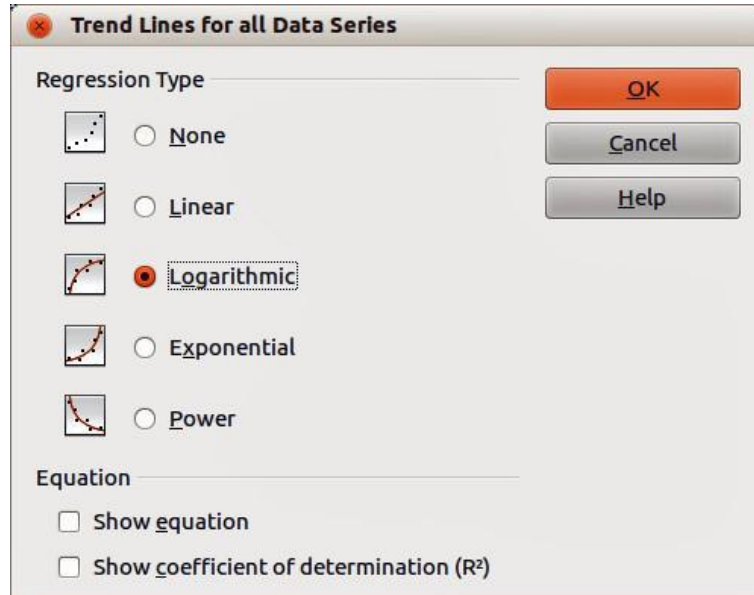 Trend Lines for all Data Series
Regression Type
None
Linear
Logarithmic
Exponential
Power
OK
Cancel
Help
Equation
Show equation
Show coefficient of determination (R²)